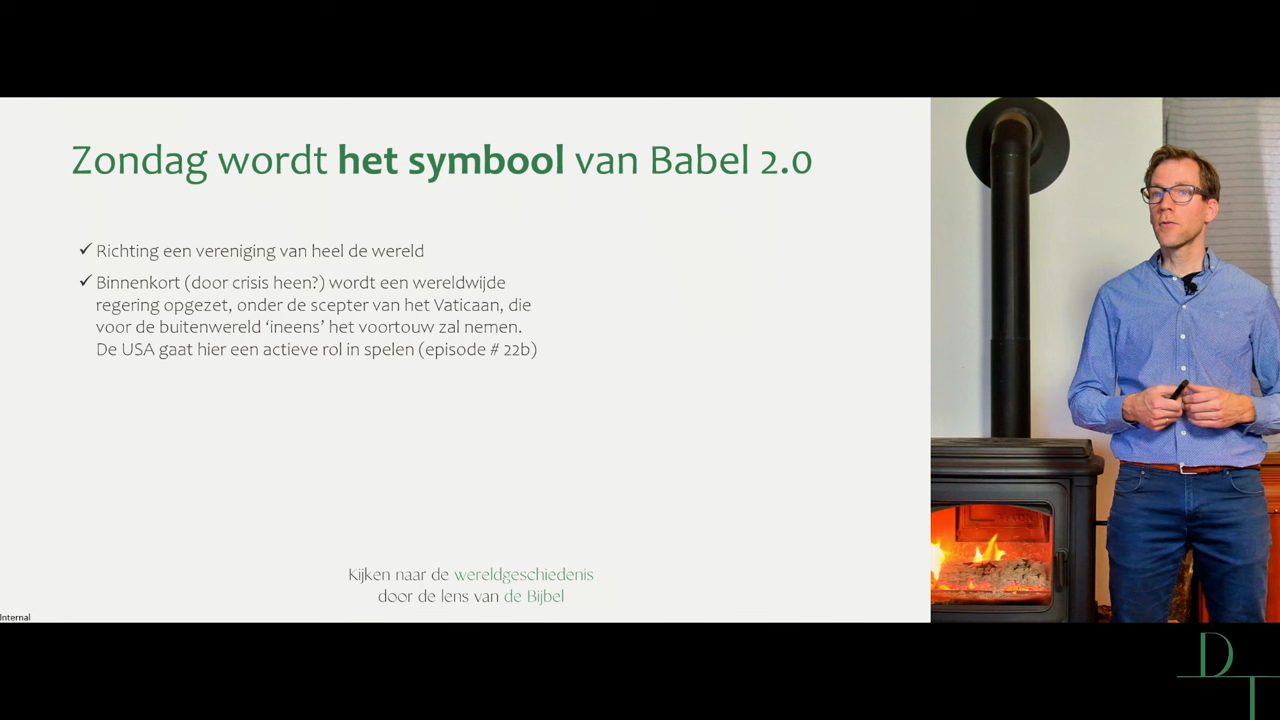 Zondag wordt het symbool van Babel 2.0
✓ Richting een vereniging van heel de wereld
✓ Binnenkort (door crisis heen?) wordt een wereldwijde
regering opgezet, onder de scepter van het Vaticaan, die
voor de buitenwereld ‘ineens’ het voortouw zal nemen.
De USA gaat hier een actieve rol in spelen (episode # 22b)
Kijken naar de wereldgeschiedenis
door de lens van de Bijbel
Internal
DT